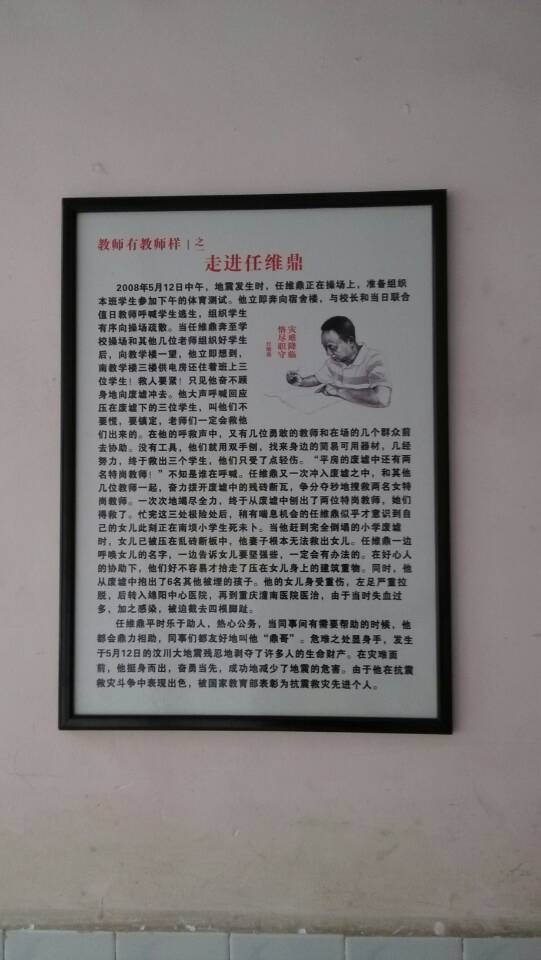 教师有教师样 | 之一
走进任维鼎
2008年5月12日中午，地震发生时，任维鼎正在操场上，准备组织
本班学生参加下午的体育测试。他立即奔向宿舍楼，与校长和当日联合
值日教师呼喊学生逃生，组织学生
有序向操场疏散。当任维鼎奔至学
校操场和其他几位老师组织好学生
后，向教学楼一望，他立即想到，
南教学楼三楼供电房还住着班上三
位学生！救人要紧！只见他奋不顾
身地向废墟冲去。他大声呼喊回应
压在废墟下的三位学生，叫他们不
要慌，要镇定，老师们一定会救他
灾难降临
恪尽职守
任维鼎
们出来的。在他的呼救声中，又有几位勇敢的教师和在场的几个群众前
去协助。没有工具，他们就用双手刨，找来身边的简易可用器材，几经
努力，终于救出三个学生，他们只受了点轻伤。“平房的废墟中还有两
名特岗教师！”不知是谁在呼喊。任维鼎又一次冲入废墟之中，和其他
几位教师一起，奋力拨开废墟中的残砖断瓦，争分夺秒地搜救两名女特
岗教师。一次次地竭尽全力，终于从废墟中刨出了两位特岗教师，她们
得救了。忙完这三处极险处后，稍有喘息机会的任维鼎似乎才意识到自
己的女儿此刻正在南坝小学生死未卜。当他赶到完全倒塌的小学废墟
时，女儿已被压在乱砖断板中，他妻子根本无法救出女儿。任维鼎一边
呼唤女儿的名字，一边告诉女儿要坚强些，一定会有办法的。在好心人
的协助下，他们好不容易才抬走了压在女儿身上的建筑重物。同时，他
从废墟中抱出了6名其他被埋的孩子。他的女儿身受重伤，左足严重拉
脱，后转入绵阳中心医院，再到重庆潼南医院医治，由于当时失血过
多，加之感染，被迫截去四根脚趾。
任维鼎平时乐于助人，热心公务，当同事间有需要帮助的时候，他
都会鼎力相助，同事们都友好地叫他“鼎哥”。危难之处显身手，发生
于5月12日的汶川大地震残忍地剥夺了许多人的生命财产。在灾难面
前，他挺身而出，奋勇当先，成功地减少了地震的危害。由于他在抗震
救灾斗争中表现出色，被国家教育部表彰为抗震救灾先进个人。